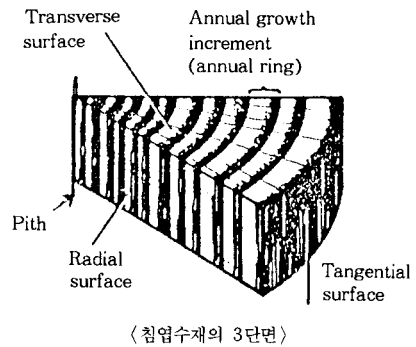 Transverse
surface
Annual growth
increment
(annual ring)
Pith
Radial
surface
Tangential
surface
〈침엽수재의 3단면〉